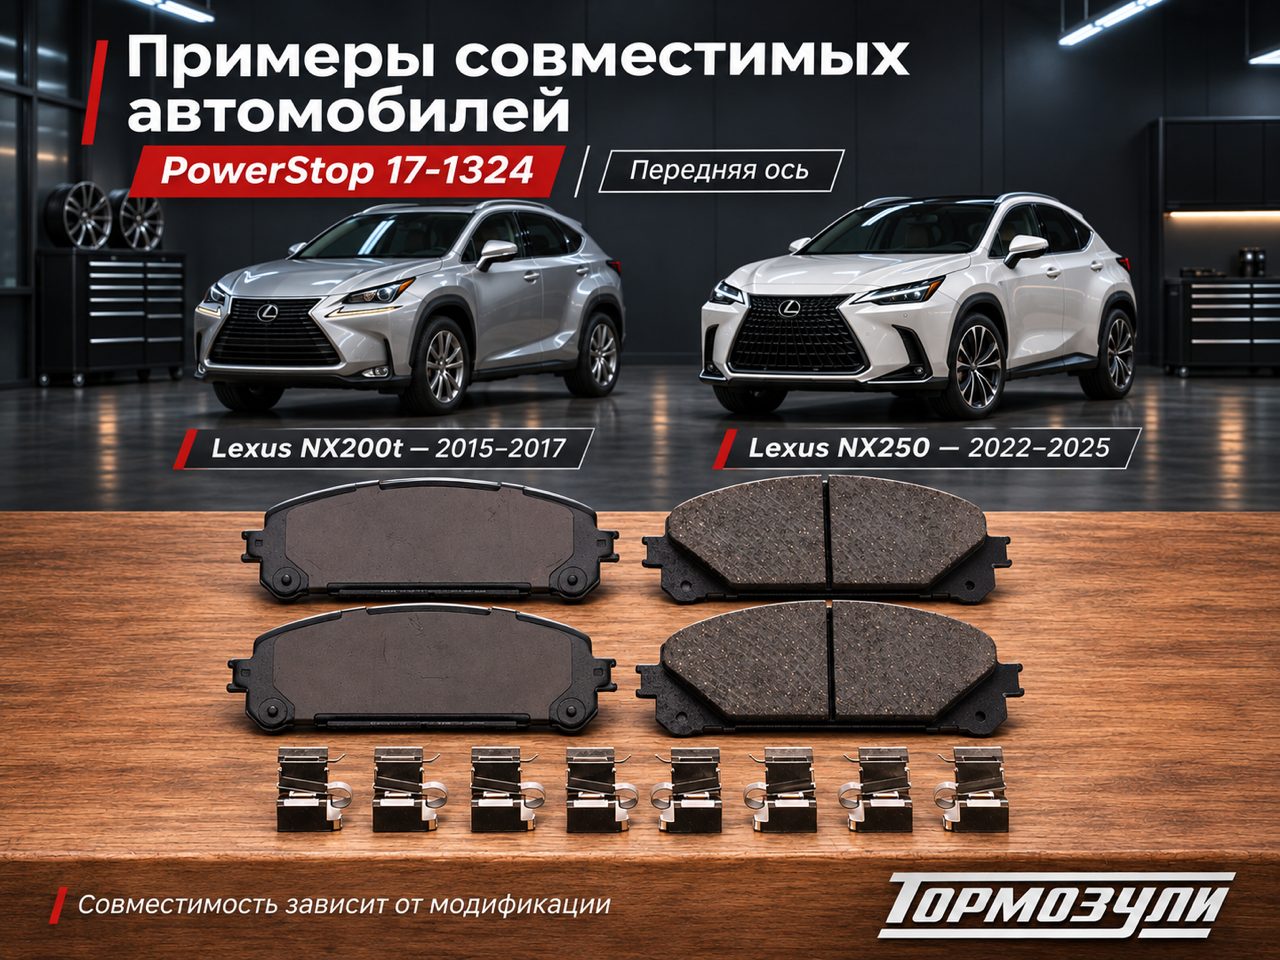 Примеры совместимых
автомобилей
PowerStop 17-1324
Передняя ось
Lexus NX200t – 2015–2017
Lexus NX250 – 2022–2025
Совместимость зависит от модификации
ТОРМОЗУЛИ